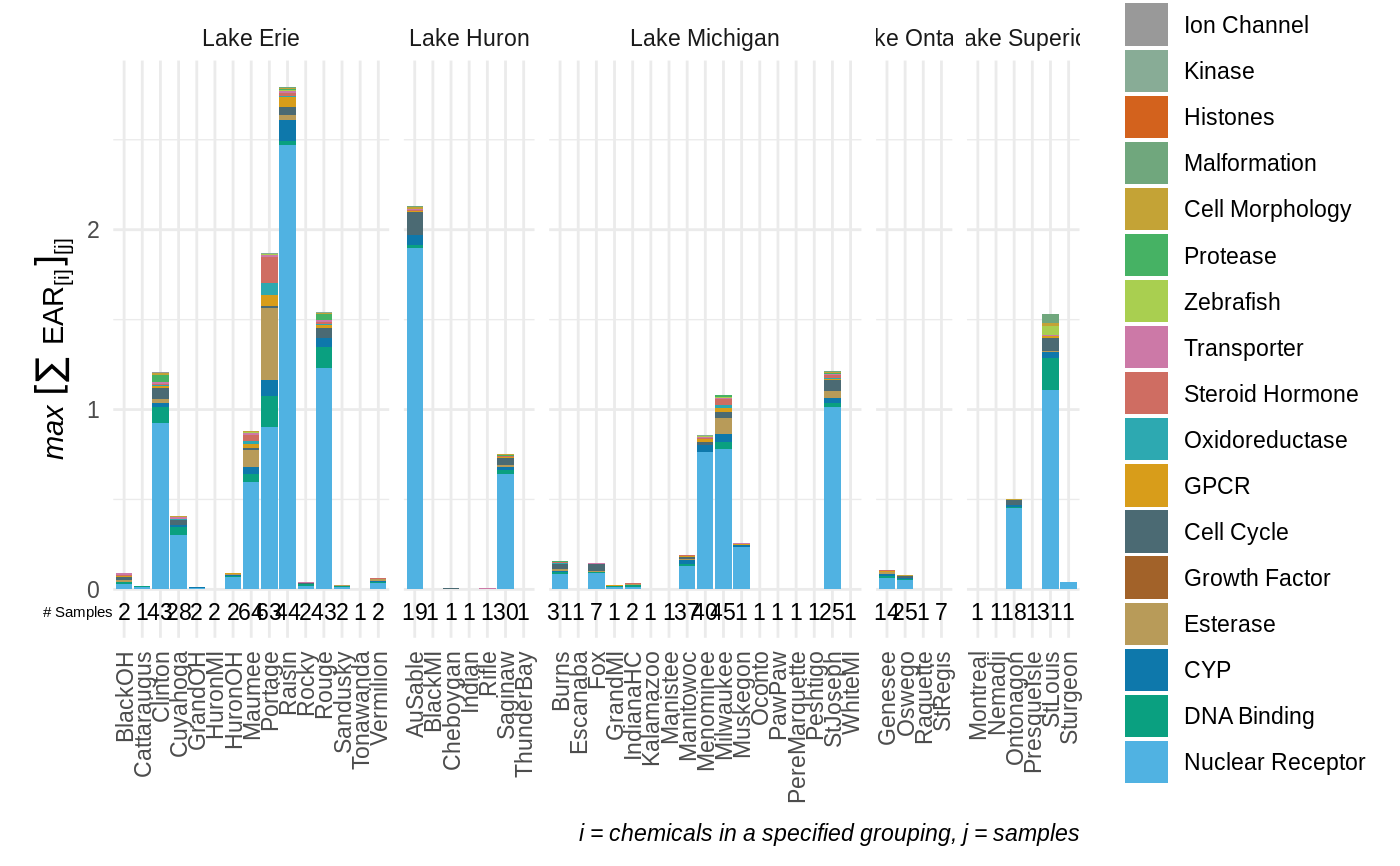 Lake Erie
Lake Huron
Lake Michigan
ke Onta
ake Superio
max [∑ EAR[i]][j]
2
1
0
# Samples
BlackOH
Cattaraugus
Clinton
Cuyahoga
GrandOH
HuronMI
HuronOH
Maumee
Portage
Raisin
Rocky
Rouge
Sandusky
Tonawanda
Vermilion
AuSable
BlackMI
Cheboygan
Indian
Rifle
Saginaw
ThunderBay
Burns
Escanaba
Fox
GrandMI
IndianaHC
Kalamazoo
Manistee
Manitowoc
Menominee
Milwaukee
Muskegon
Oconto
PawPaw
PereMarquette
Peshtigo
StJoseph
WhiteMI
Genesee
Oswego
Raquette
StRegis
Montreal
Nemadji
Ontonagon
PresqueIsle
StLouis
Sturgeon
i = chemicals in a specified grouping, j = samples
Ion Channel
Kinase
Histones
Malformation
Cell Morphology
Protease
Zebrafish
Transporter
Steroid Hormone
Oxidoreductase
GPCR
Cell Cycle
Growth Factor
Esterase
CYP
DNA Binding
Nuclear Receptor